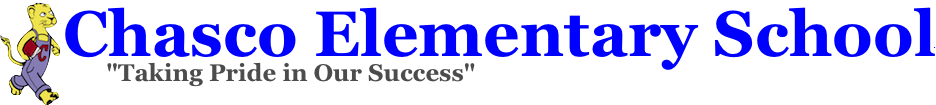 Chasco Elementary School
"Taking Pride in Our Success"